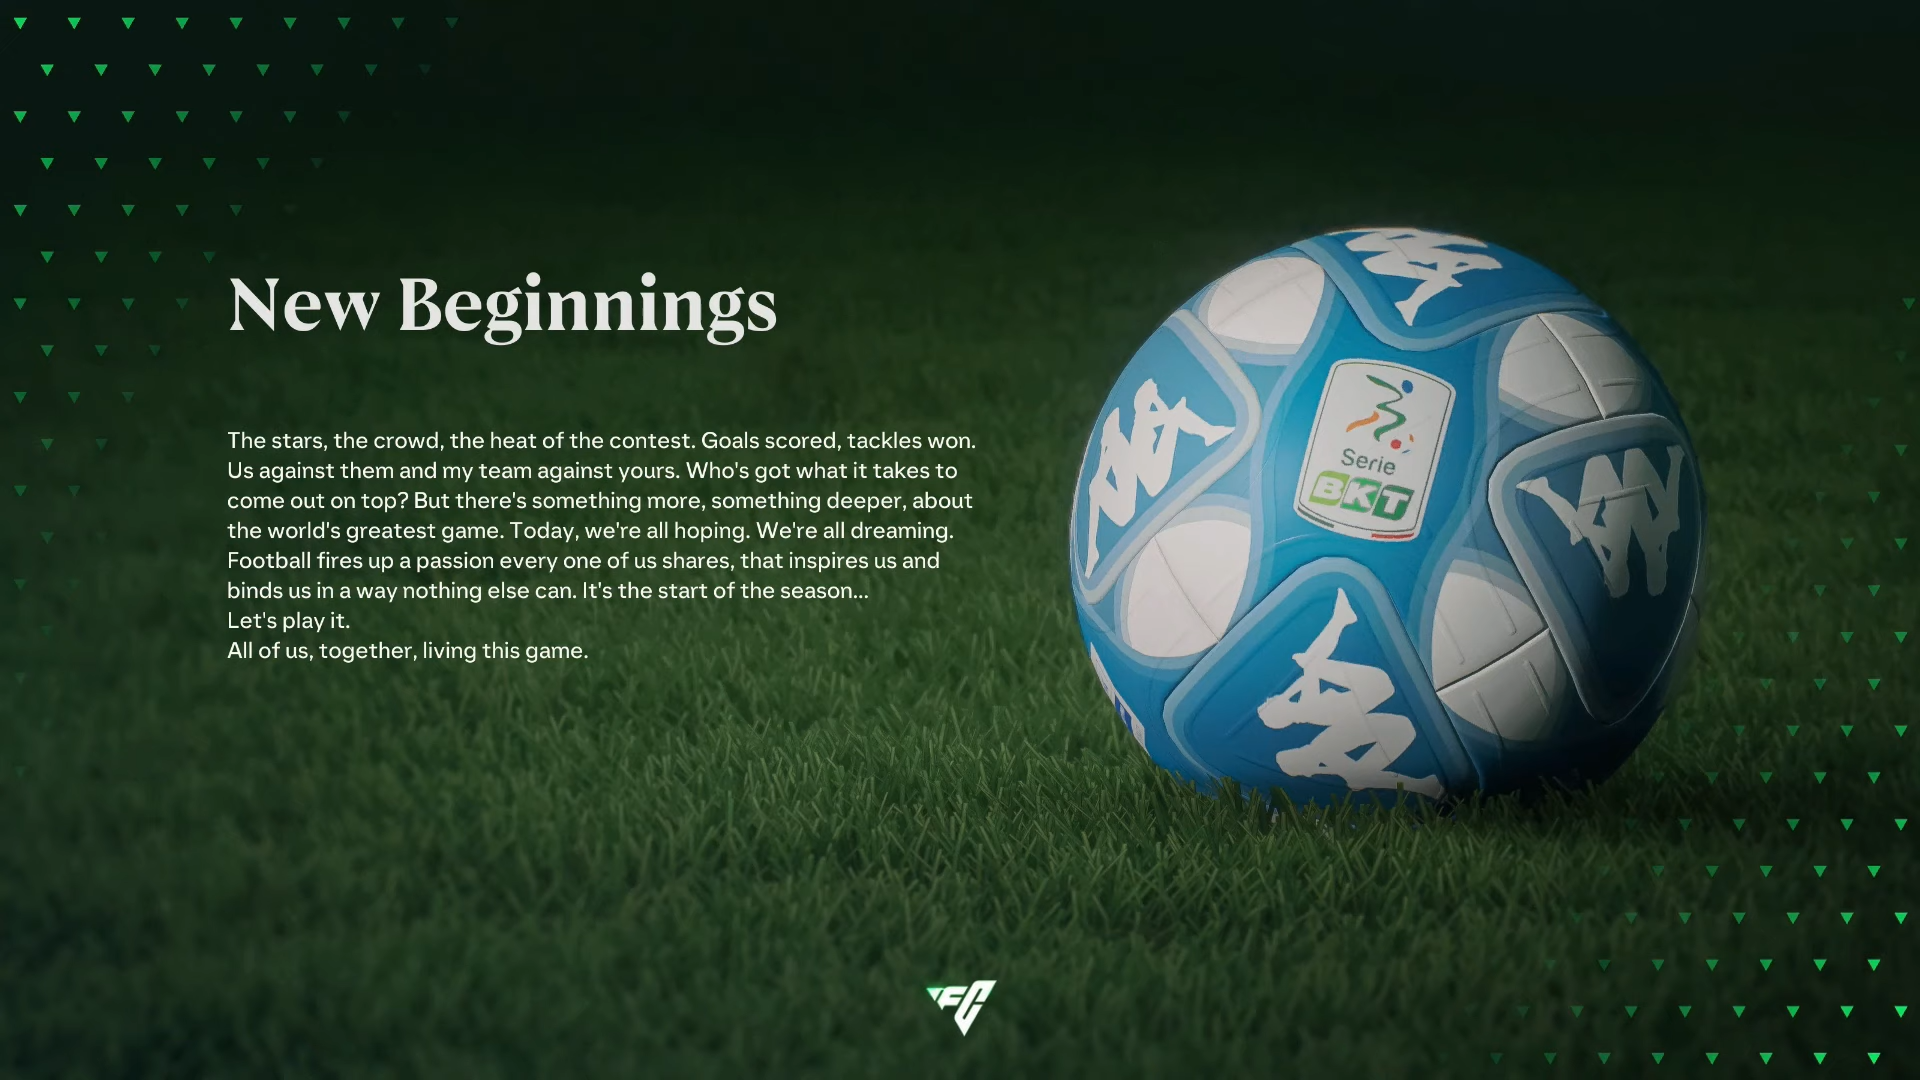 New Beginnings
The stars, the crowd, the heat of the contest. Goals scored, tackles won.
Us against them and my team against yours. Who's got what it takes to
come out on top? But there's something more, something deeper, about
the world's greatest game. Today, we're all hoping. We're all dreaming.
Football fires up a passion every one of us shares, that inspires us and
binds us in a way nothing else can. It's the start of the season...
Let's play it.
All of us, together, living this game.
Serie
BKT
FC